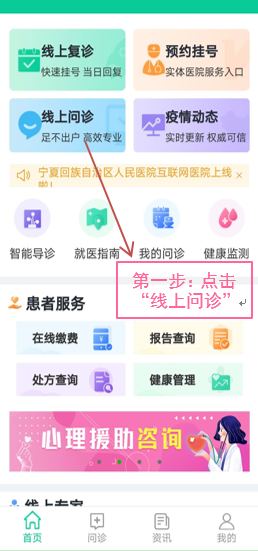 线上复诊
快速挂号 当日回复
预约挂号
实体医院服务入口
线上问诊
足不出户 高效专业
疫情动态
实时更新 权威可信
宁夏回族自治区人民医院互联网医院上线
啦！
智能导诊
就医指南
我的问诊
健康监测
第一步：点击
“线上问诊”
患者服务
在线缴费
报告查询
处方查询
健康管理
心理援助咨询
线上专家
首页
问诊
资讯
我的